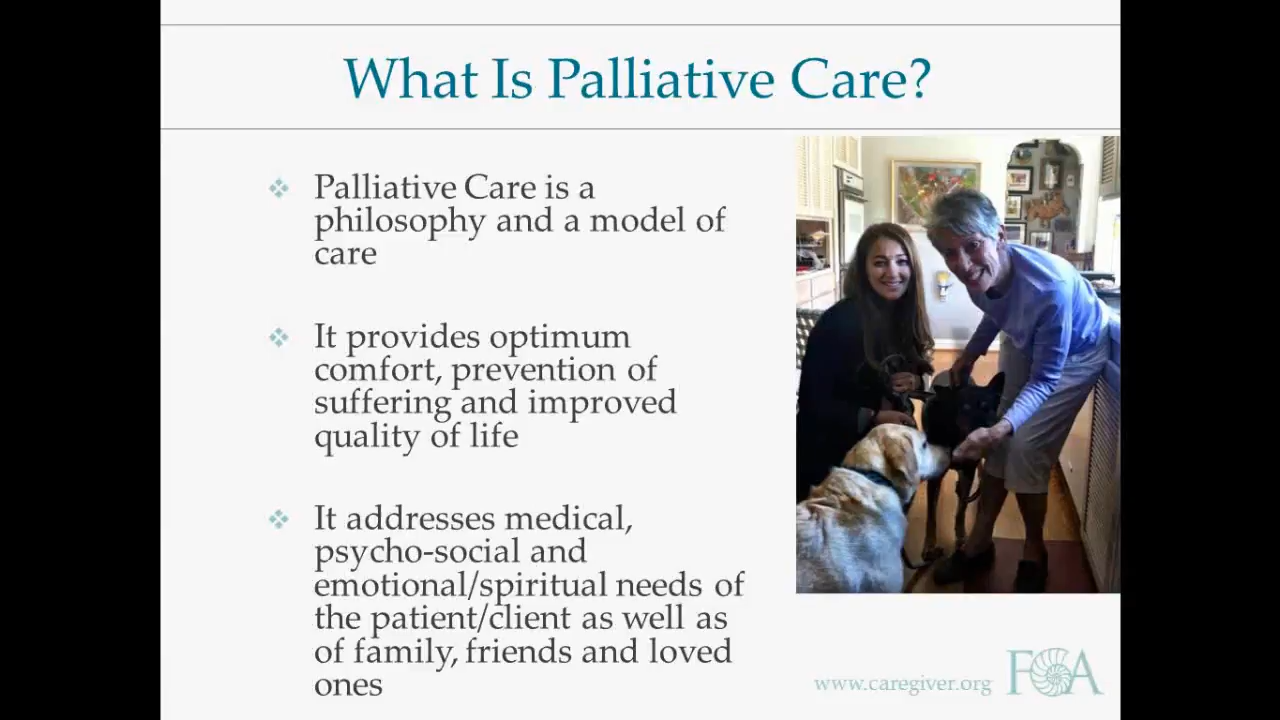 What Is Palliative Care?
Palliative Care is a
philosophy and a model of
care
It provides optimum
comfort, prevention of
suffering and improved
quality of life
It addresses medical,
psycho-social and
emotional/spiritual needs of
the patient/client as well as
of family, friends and loved
ones
www.caregiver.org
FCA